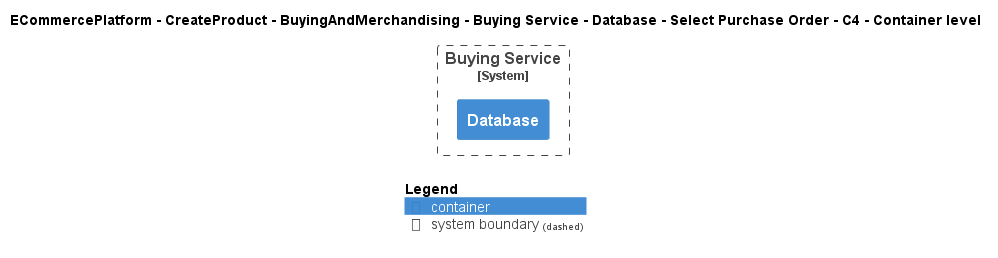 ECommercePlatform - CreateProduct - BuyingAndMerchandising - Buying Service - Database - Select Purchase Order - C4 - Container level
Buying Service
[System]
Database
Legend
container
system boundary (dashed)